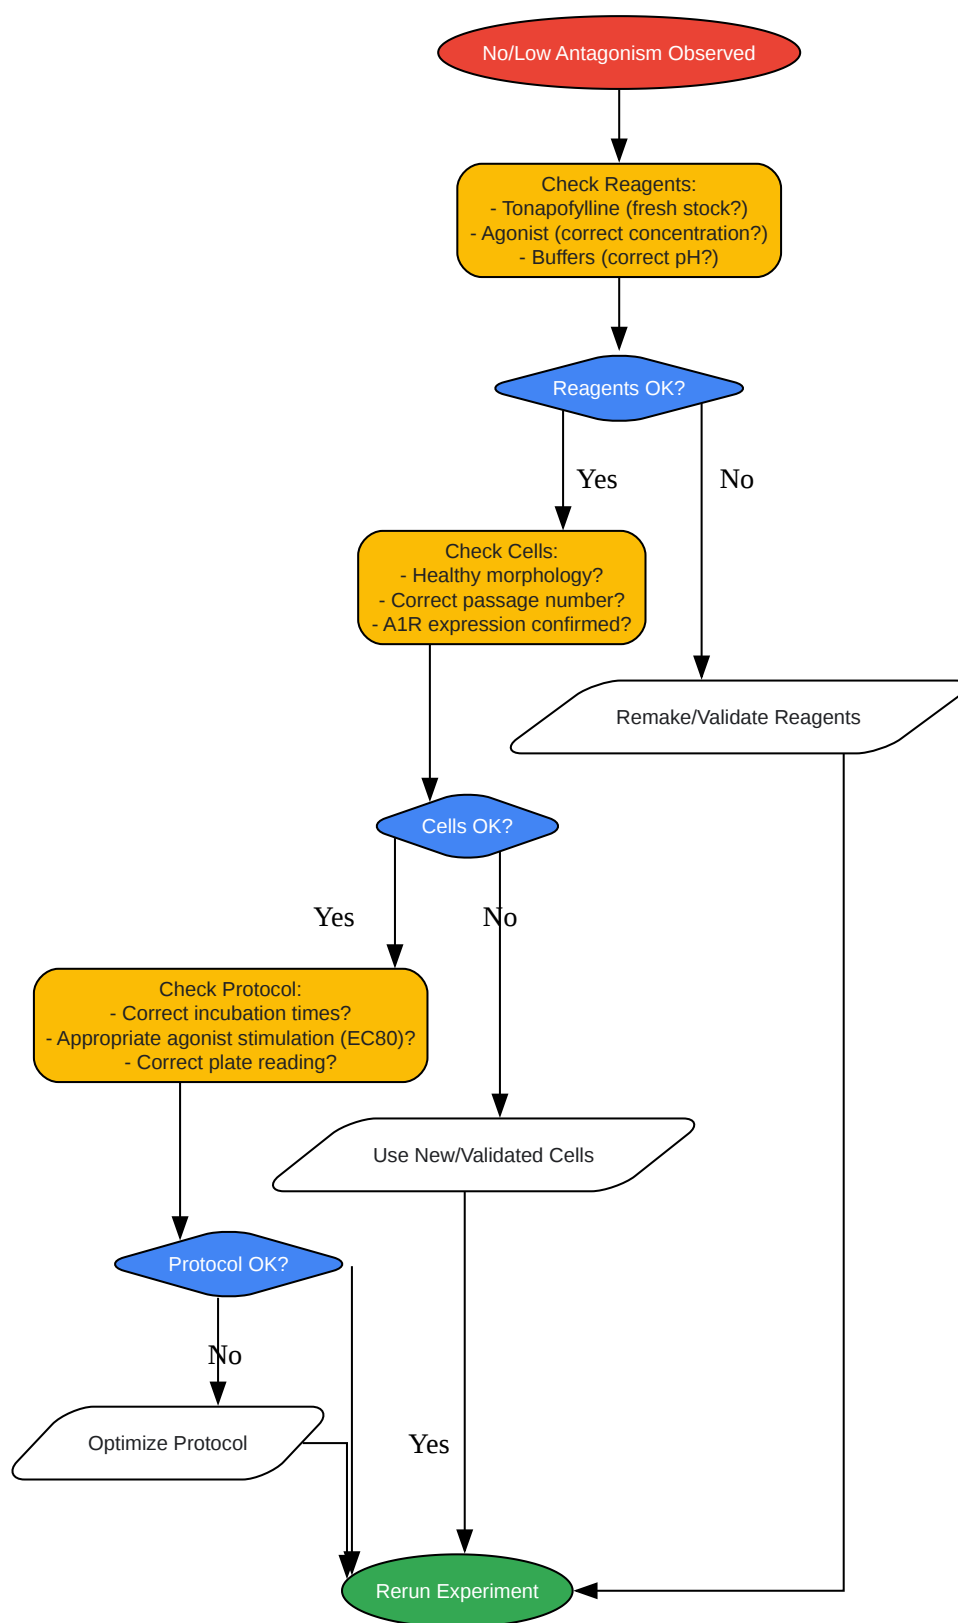 No/Low Antagonism Observed
Check Reagents:
- Tonapofylline (fresh stock?)
- Agonist (correct concentration?)
- Buffers (correct pH?)
Reagents OK?
Yes
No
Check Cells:
- Healthy morphology?
- Correct passage number?
- A1R expression confirmed?
Remake/Validate Reagents
Cells OK?
Yes
No
Check Protocol:
- Correct incubation times?
- Appropriate agonist stimulation (EC80)?
- Correct plate reading?
Use New/Validated Cells
Protocol OK?
No
Optimize Protocol
Yes
Rerun Experiment